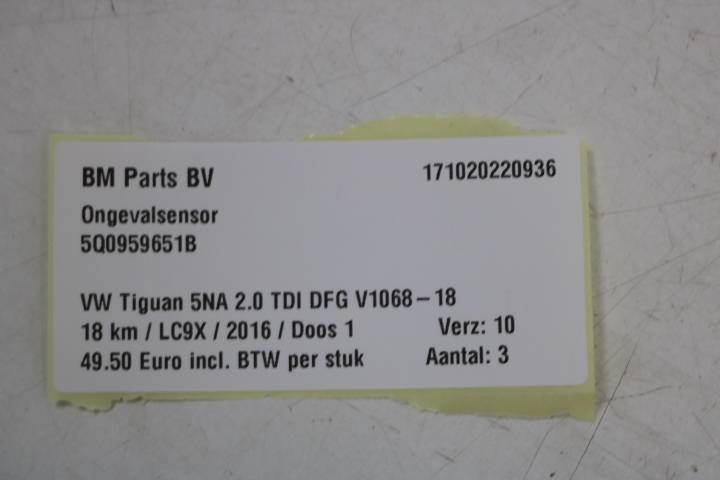 BM Parts BV 171020220936
Ongevalsensor
5Q0959651B
VW Tiguan 5NA 2.0 TDI DFG V1068-18
18 km / LC9X / 2016 / Doos 1 Verz: 10
49.50 Euro incl. BTW per stuk Aantal: 3